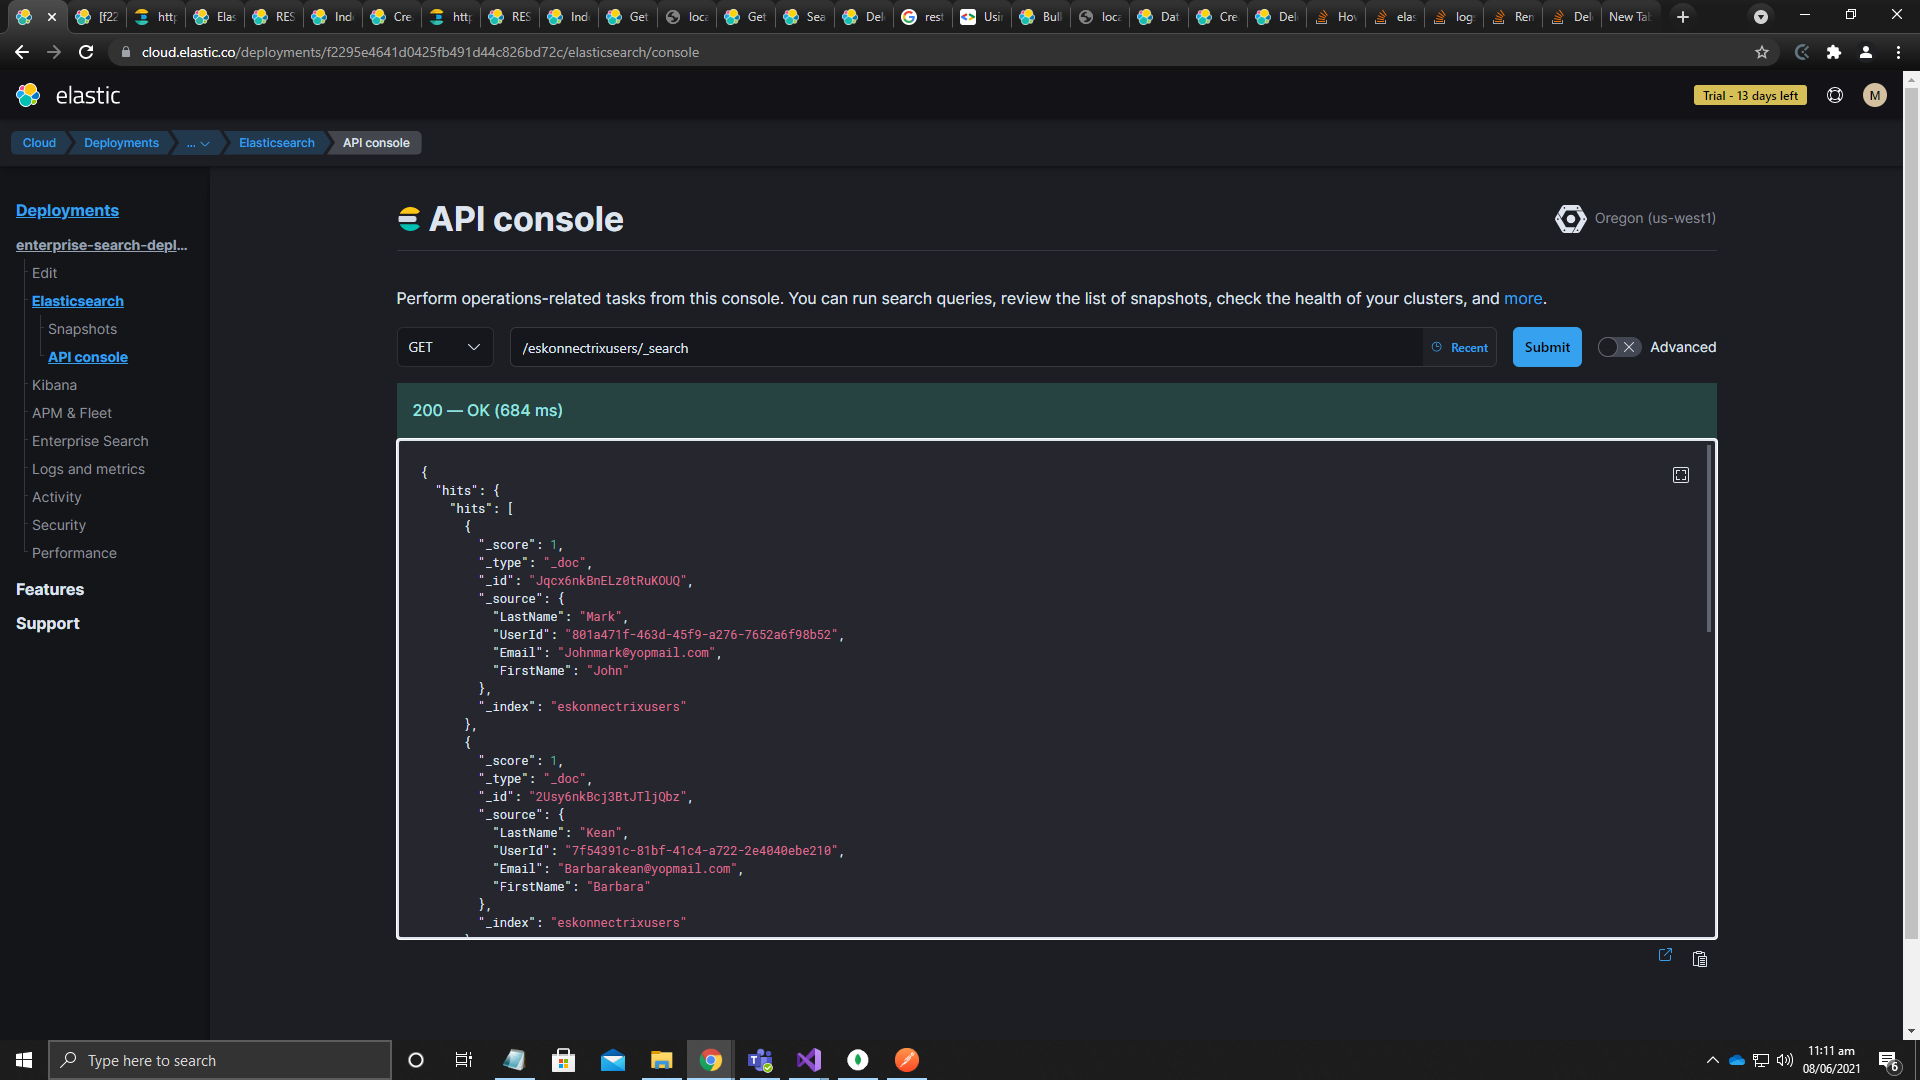 [f22
http
Elas
RES
Inde
Cre
http
RES
Inde
Get
loca
Get
Sea
Dele
rest
Usin
Bull
loca
Dat
Cre
Dele
Hov
elas
logs
Ren
Dele
New Tab
cloud.elastic.co/deployments/f2295e4641d0425fb491d44c826bd72c/elasticsearch/console
elastic
Trial - 13 days left
M
Cloud
Deployments
...
Elasticsearch
API console
Deployments
enterprise-search-depl...
Edit
Elasticsearch
Snapshots
API console
Kibana
APM & Fleet
Enterprise Search
Logs and metrics
Activity
Security
Performance
Features
Support
API console
Oregon (us-west1)
Perform operations-related tasks from this console. You can run search queries, review the list of snapshots, check the health of your clusters, and more.
GET
/eskonnectrixusers/_search
Recent
Submit
Advanced
200 — OK (684 ms)
{
"hits": {
"hits": [
{
"_score": 1,
"_type": "_doc",
"_id": "Jqcx6nkBnELz0tRuKOUQ",
"_source": {
"LastName": "Mark",
"UserId": "801a471f-463d-45f9-a276-7652a6f98b52",
"Email": "Johnmark@yopmail.com",
"FirstName": "John"
},
"_index": "eskonnectrixusers"
},
{
"_score": 1,
"_type": "_doc",
"_id": "2Usy6nkBcj3BtJTljQbz",
"_source": {
"LastName": "Kean",
"UserId": "7f54391c-81bf-41c4-a722-2e4040ebe210",
"Email": "Barbarakean@yopmail.com",
"FirstName": "Barbara"
},
"_index": "eskonnectrixusers"
Type here to search
11:11 am
08/06/2021
6